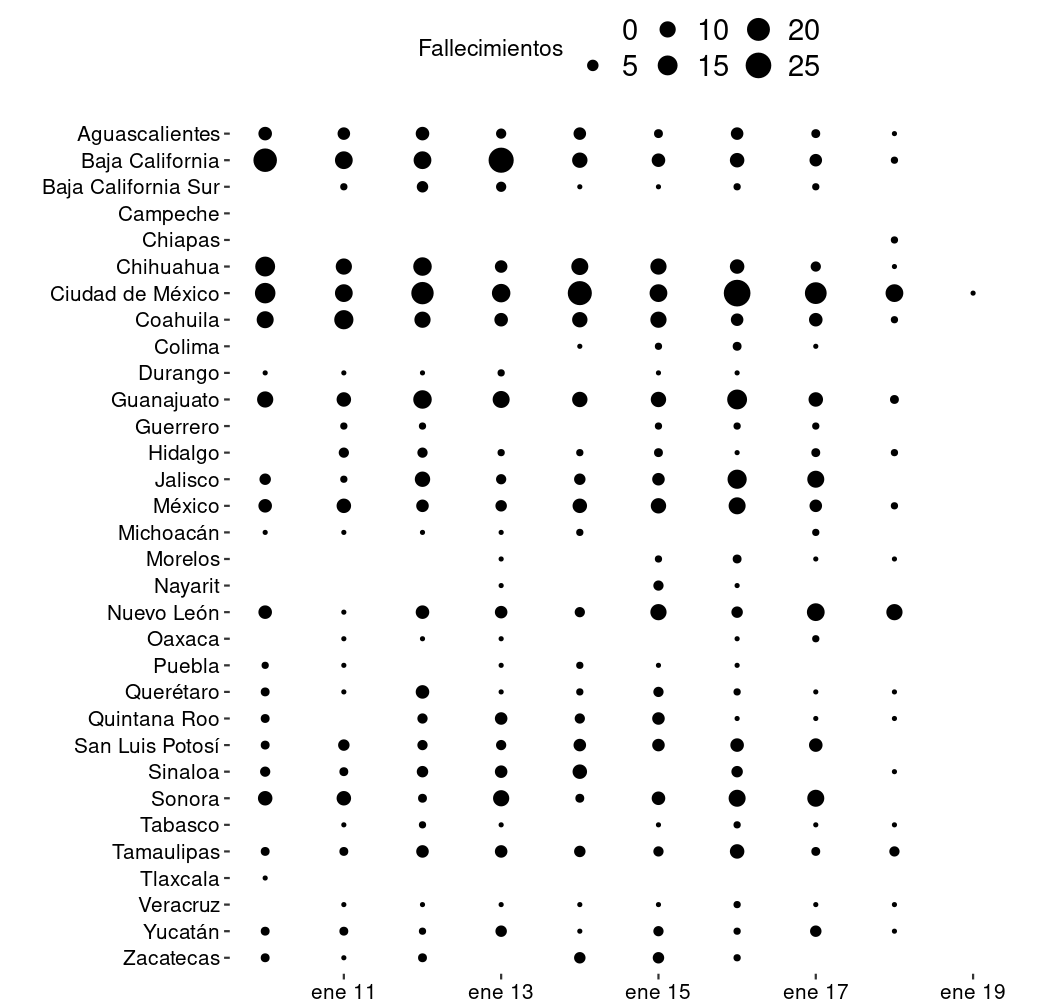 Fallecimientos 0 10 20
5 15 25
Aguascalientes
Baja California
Baja California Sur
Campeche
Chiapas
Chihuahua
Ciudad de México
Coahuila
Colima
Durango
Guanajuato
Guerrero
Hidalgo
Jalisco
México
Michoacán
Morelos
Nayarit
Nuevo León
Oaxaca
Puebla
Querétaro
Quintana Roo
San Luis Potosí
Sinaloa
Sonora
Tabasco
Tamaulipas
Tlaxcala
Veracruz
Yucatán
Zacatecas
ene 11 ene 13 ene 15 ene 17 ene 19